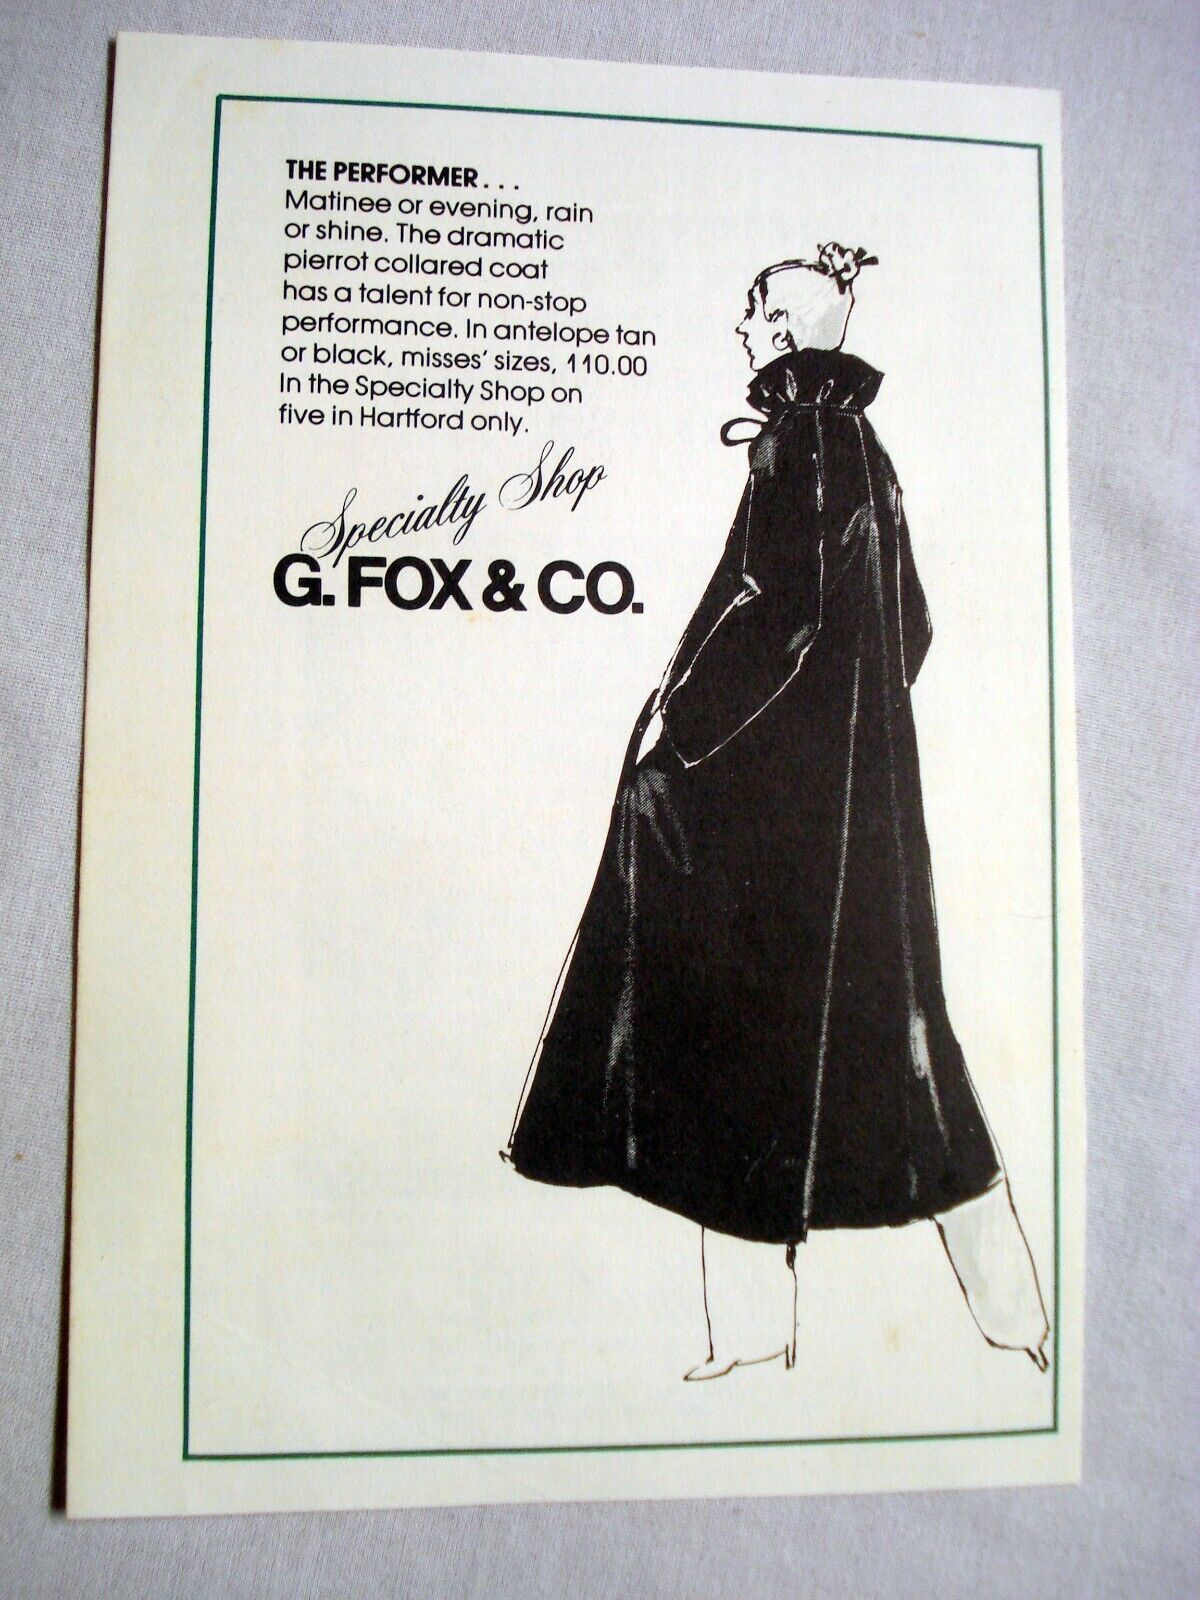 THE PERFORMER...
Matinee or evening, rain
or shine. The dramatic
pierrot collared coat
has a talent for non-stop
performance. In antelope tan
or black, misses' sizes, 110.00
In the Specialty Shop on
five in Hartford only.
Specialty Shop
G. FOX & CO.